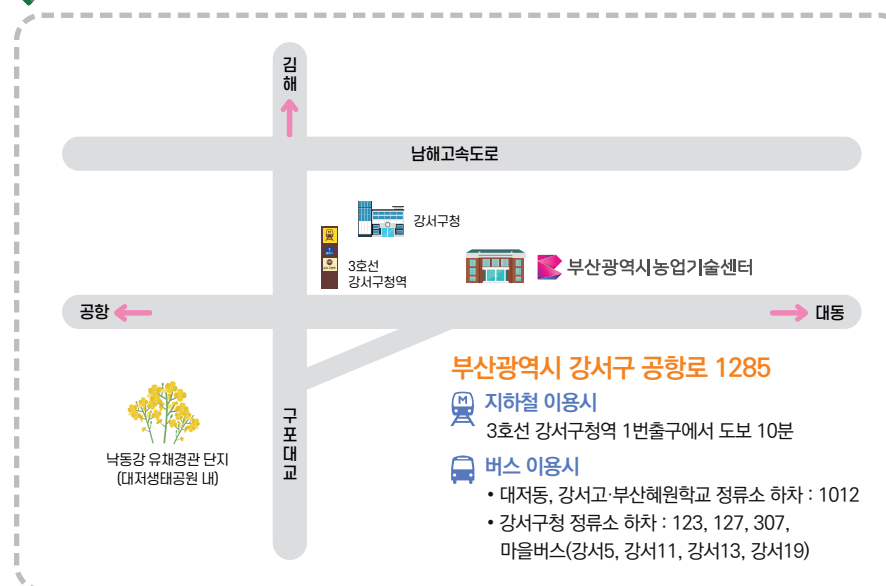 김해
남해고속도로
강서구청
3호선
강서구청역
부산광역시농업기술센터
공항
대동
구포대교
낙동강 유채경관 단지
(대저생태공원 내)
부산광역시 강서구 공항로 1285
M 지하철 이용시
3호선 강서구청역 1번출구에서 도보 10분
버스 이용시
• 대저동, 강서고·부산혜원학교 정류소 하차 : 1012
• 강서구청 정류소 하차 : 123, 127, 307,
마을버스(강서5, 강서11, 강서13, 강서19)